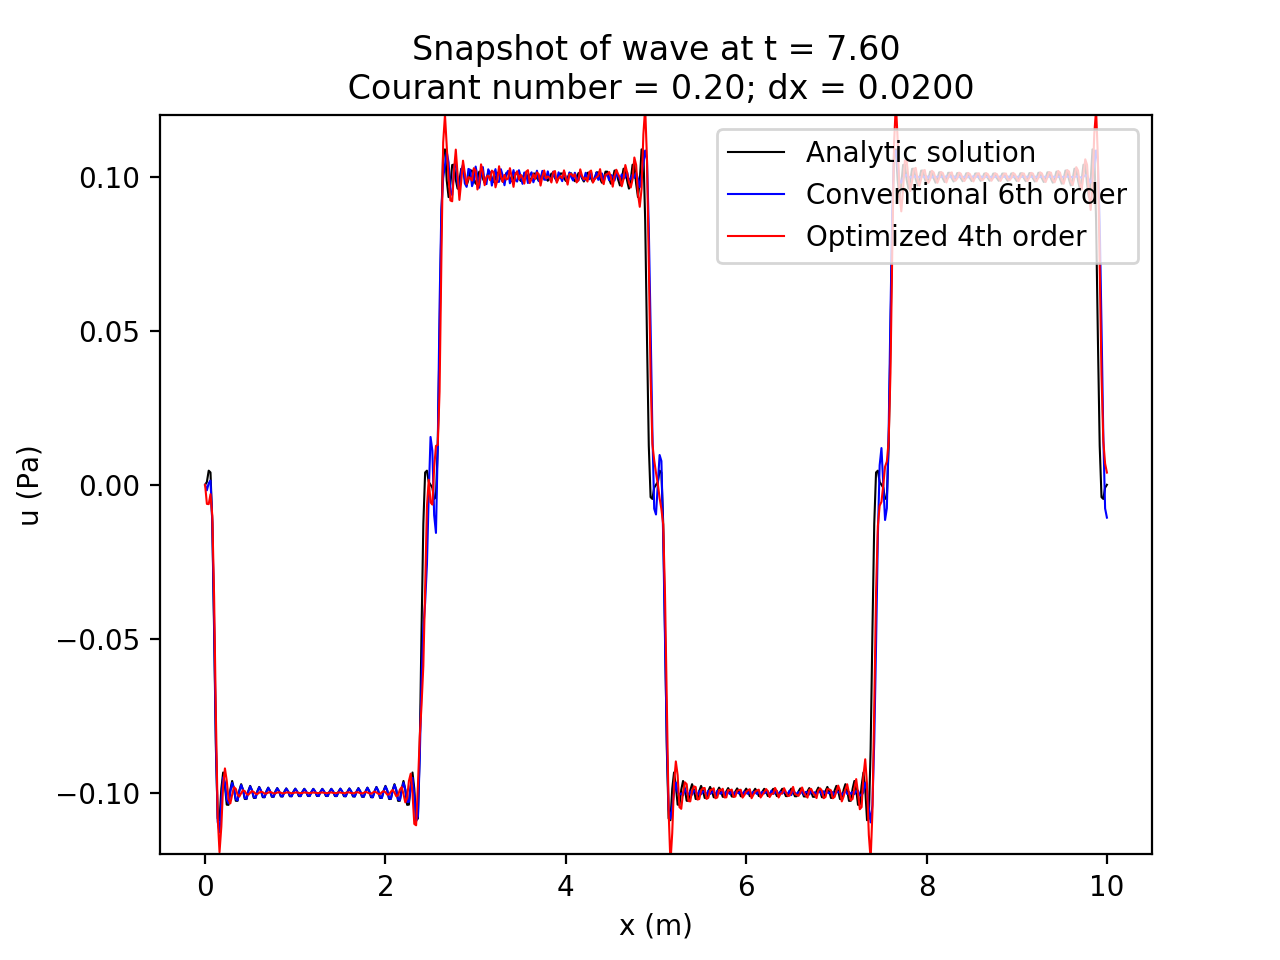 Snapshot of wave at t = 7.60
Courant number = 0.20; dx = 0.0200
Analytic solution
Conventional 6th order
Optimized 4th order
0.10
0.05
0.00
−0.05
−0.10
u (Pa)
0 2 4 6 8 10
x (m)